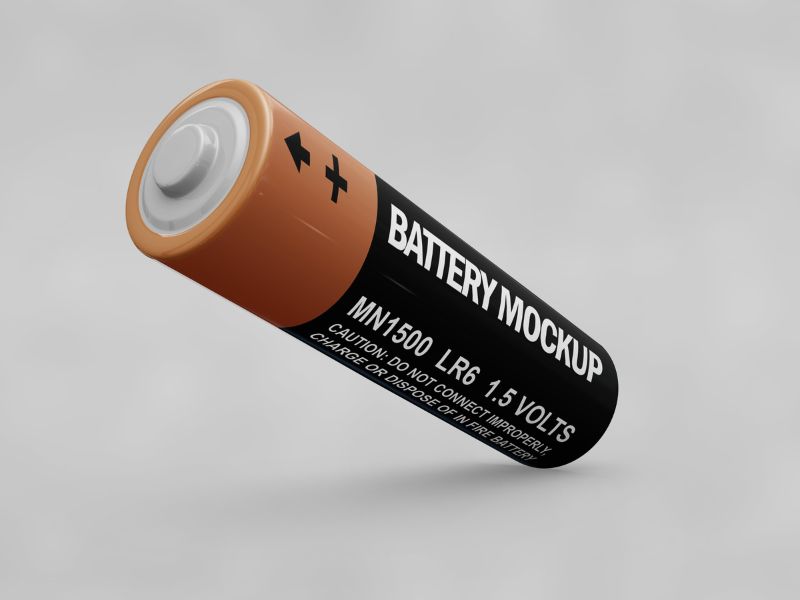 +
BATTERY MOCKUP
MN1500 LR6 1.5 VOLTS
CAUTION: DO NOT CONNECT IMPROPERLY,
CHARGE OR DISPOSE OF IN FIRE BATTERY